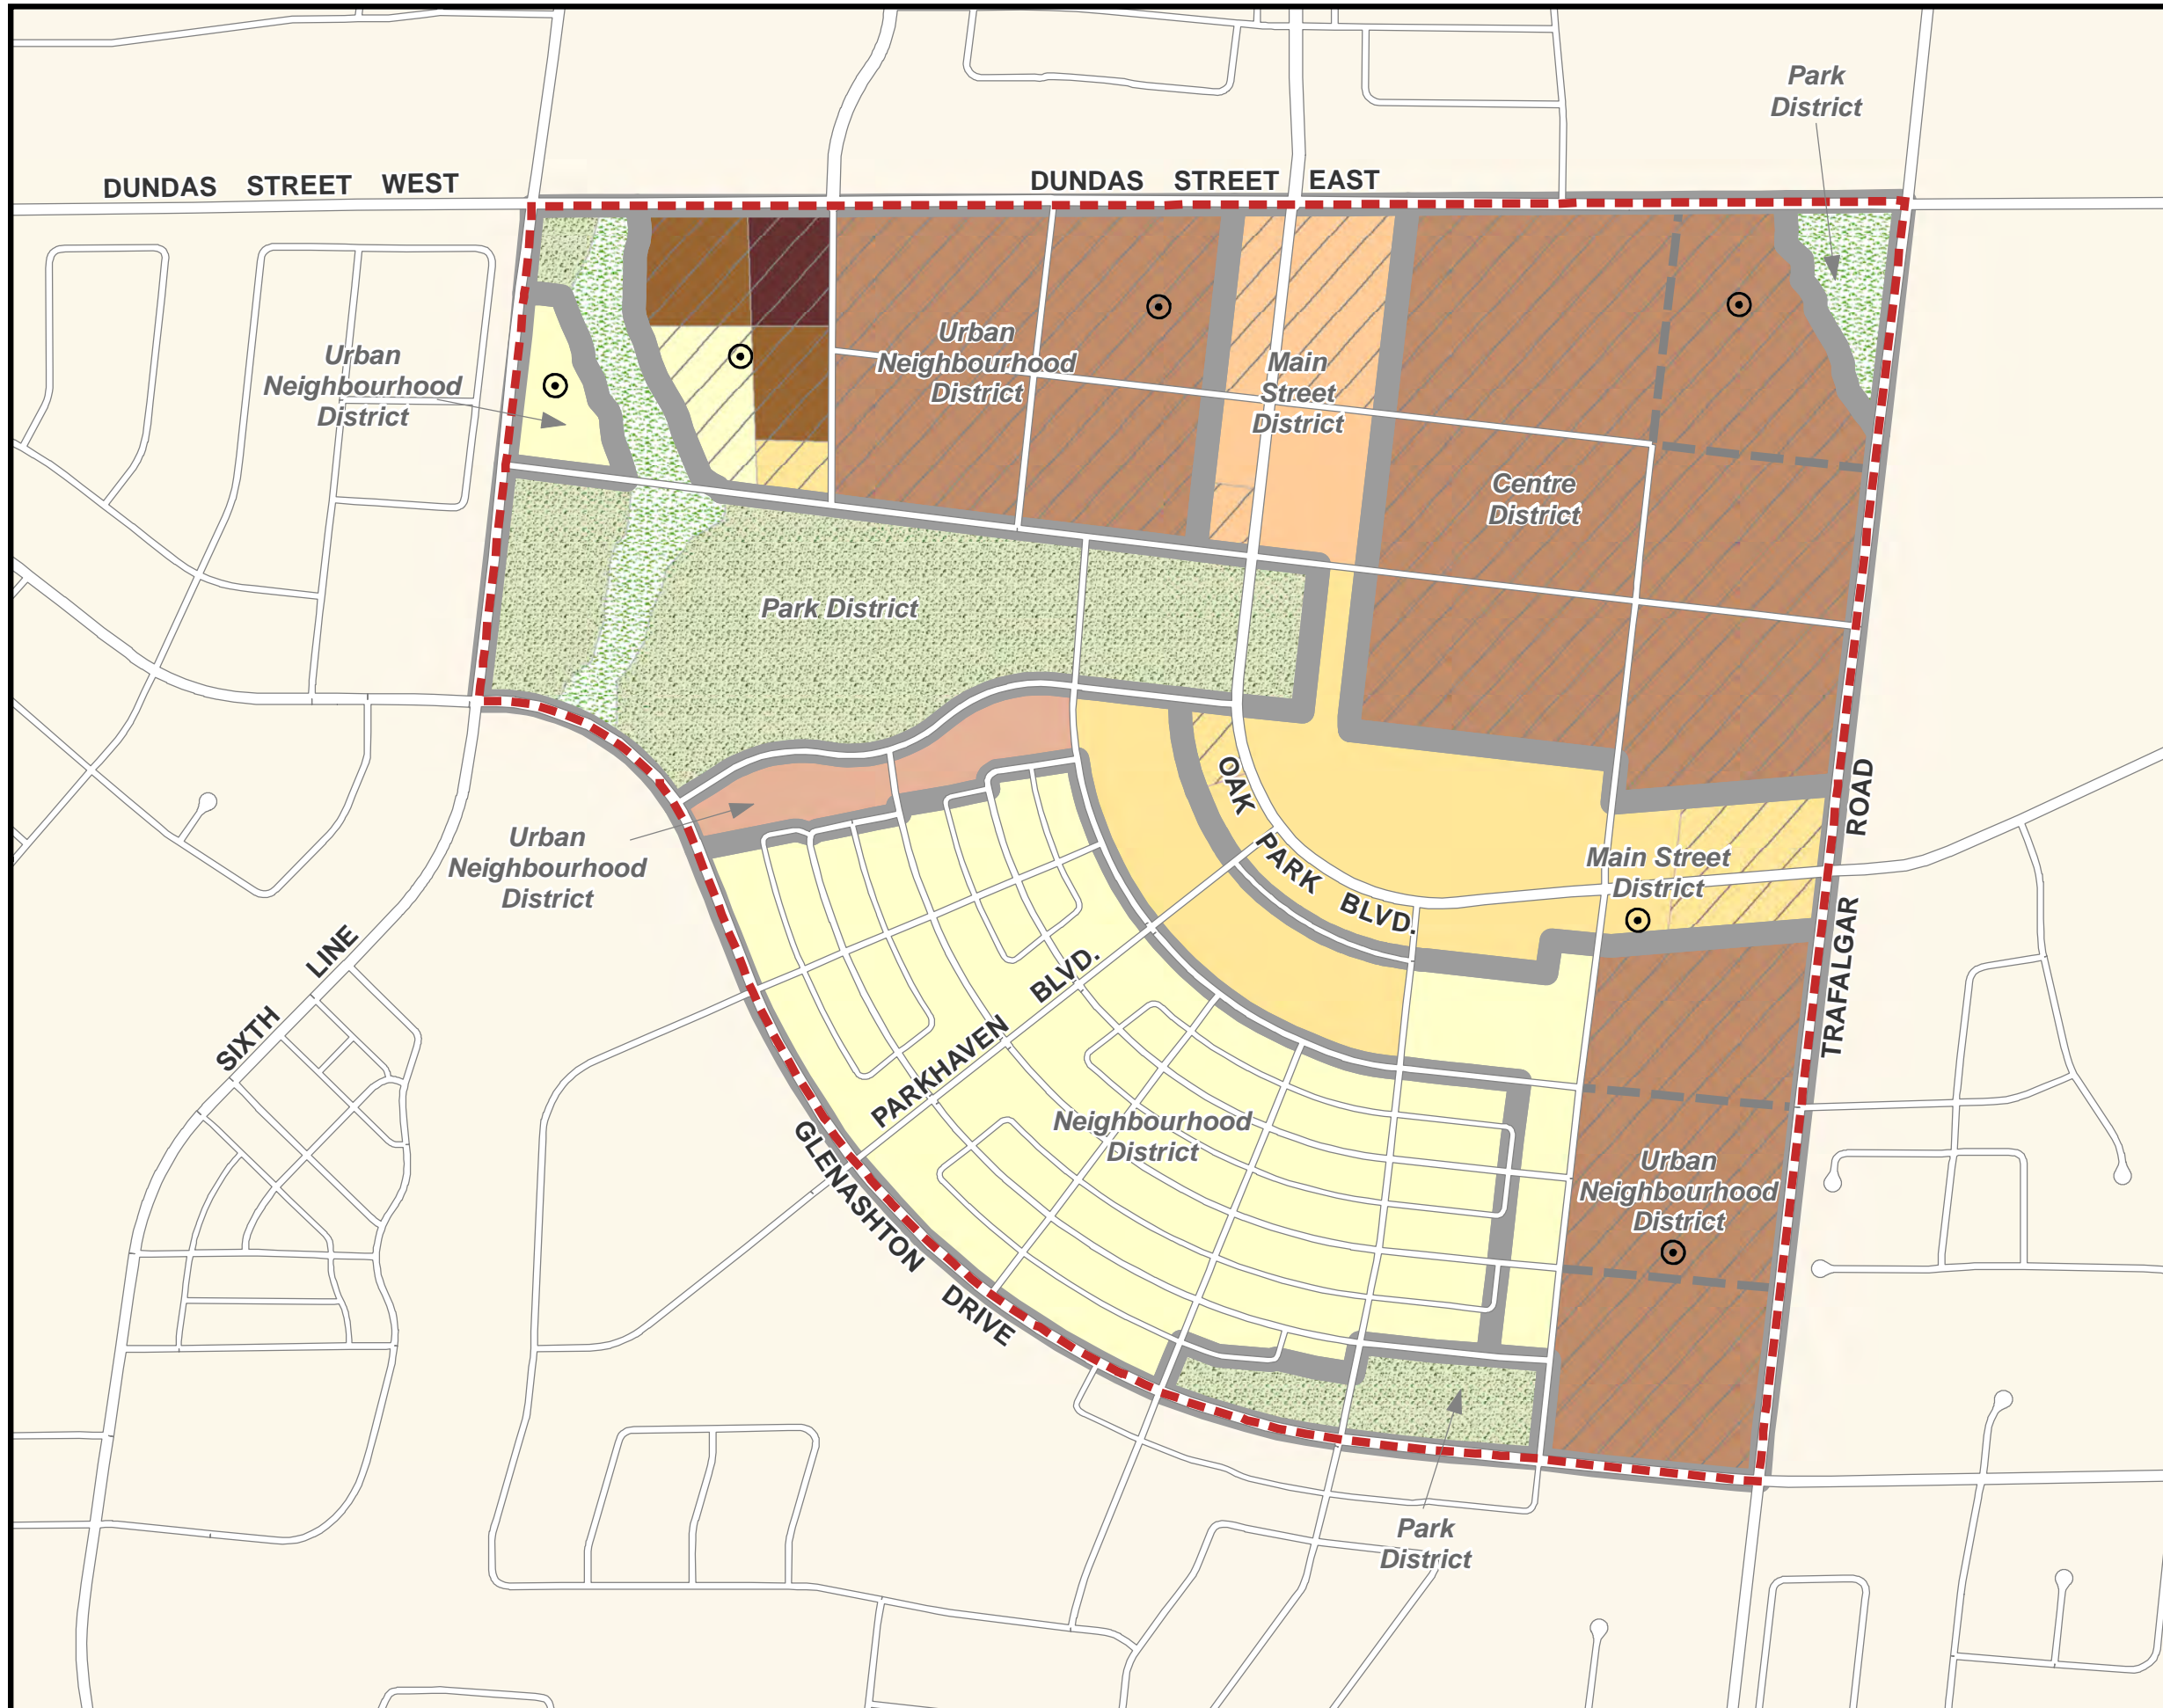 Park
District
DUNDAS STREET WEST
DUNDAS STREET EAST
Urban
Neighbourhood
District
Urban
Neighbourhood
District
Main
Street
District
Centre
District
Park District
Urban
Neighbourhood
District
OAK PARK BLVD.
Main Street
District
TRAFALGAR ROAD
SIXTH LINE
PARKHAVEN BLVD.
Neighbourhood
District
GLENASHTON DRIVE
Urban
Neighbourhood
District
Park
District